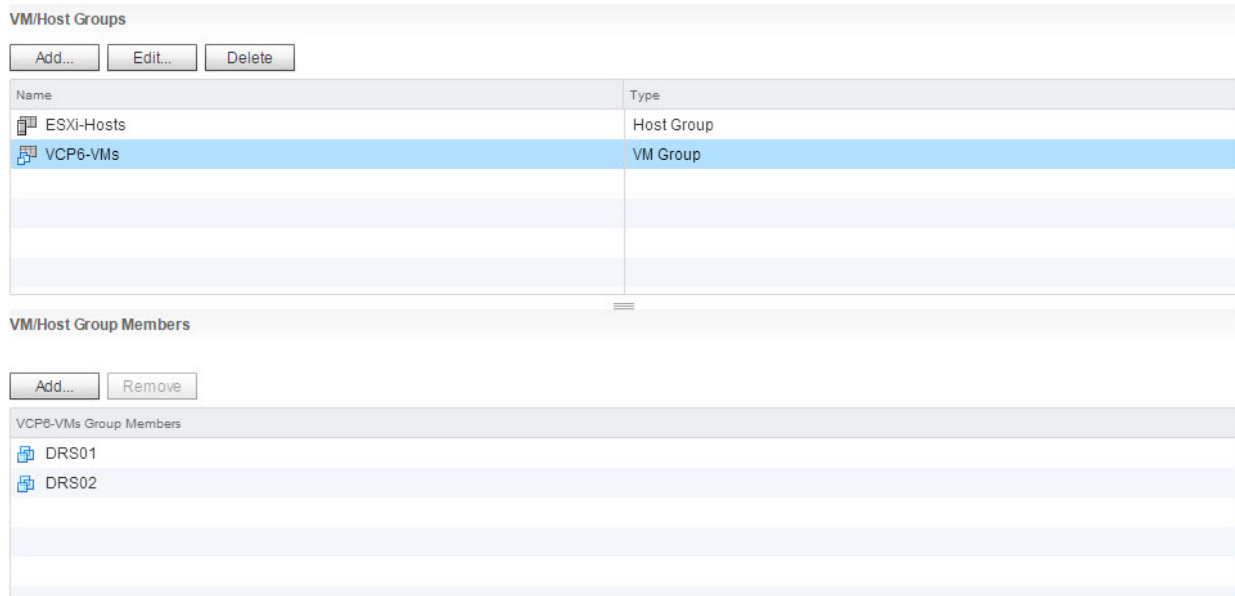 VM/Host Groups
Add... Edit... Delete
Name Type
ESXi-Hosts Host Group
VCP6-VMs VM Group
VM/Host Group Members
Add... Remove
VCP6-VMs Group Members
DRS01
DRS02